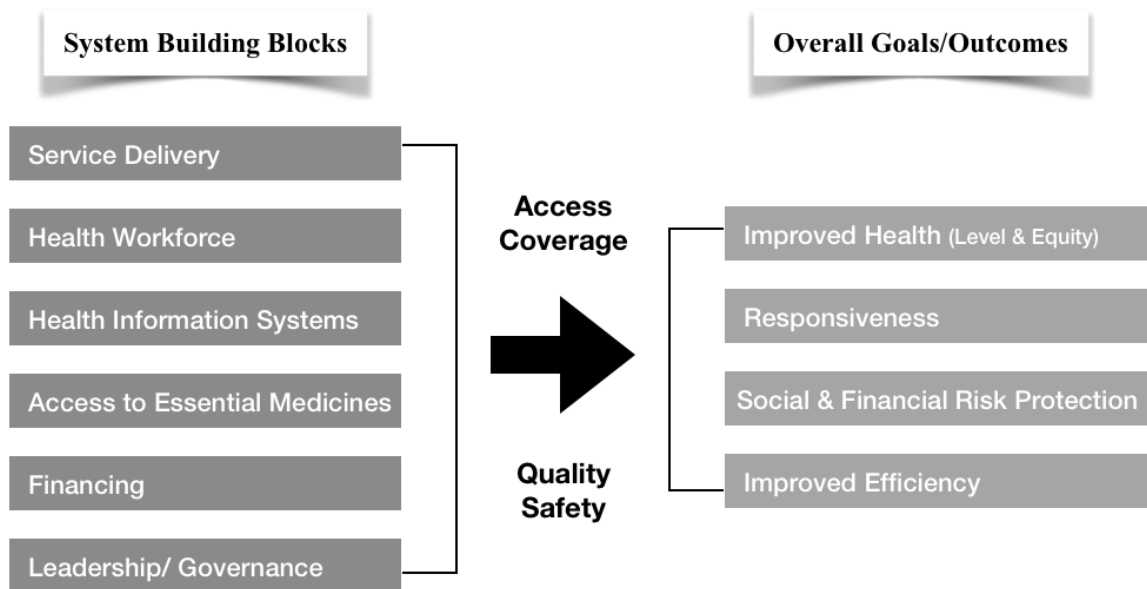 System Building Blocks
Service Delivery
Health Workforce
Health Information Systems
Access to Essential Medicines
Financing
Leadership/ Governance
Access
Coverage
Quality
Safety
Overall Goals/Outcomes
Improved Health (Level & Equity)
Responsiveness
Social & Financial Risk Protection
Improved Efficiency